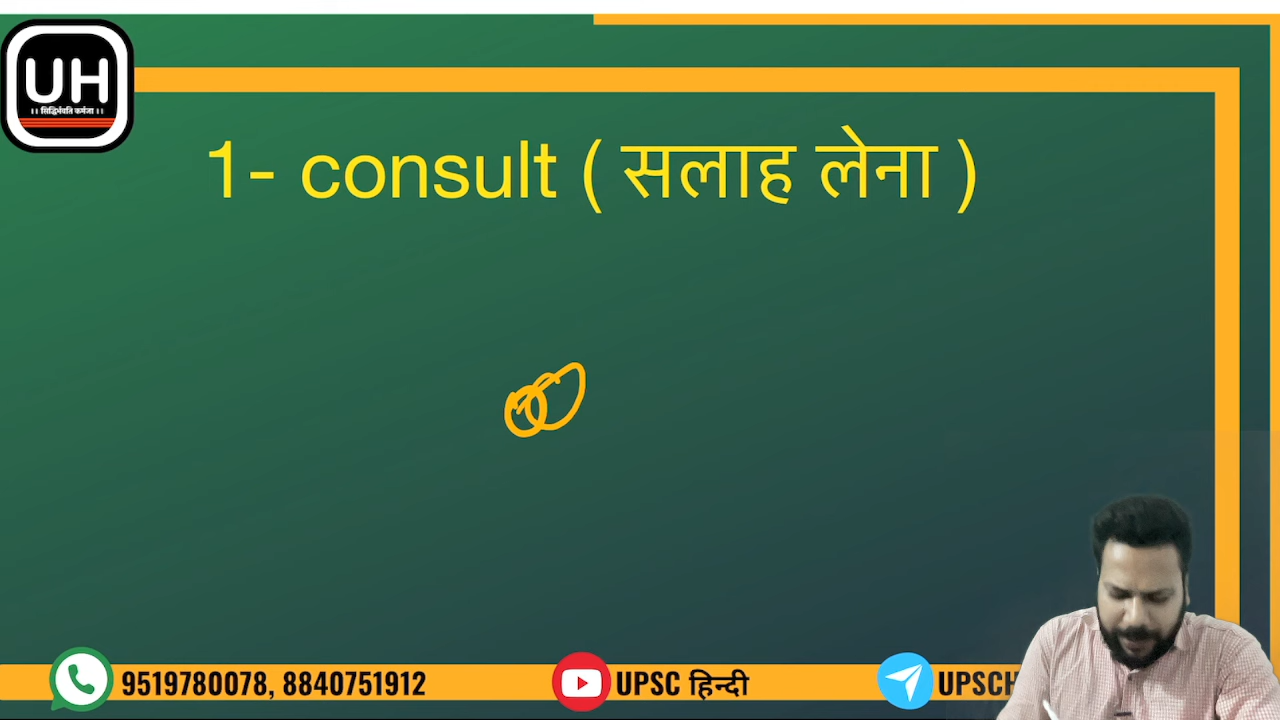 UH
।। सिद्धिर्भवति कर्मजा ।।
1- consult ( सलाह लेना )
9519780078, 8840751912
UPSC हिन्दी
UPSCH